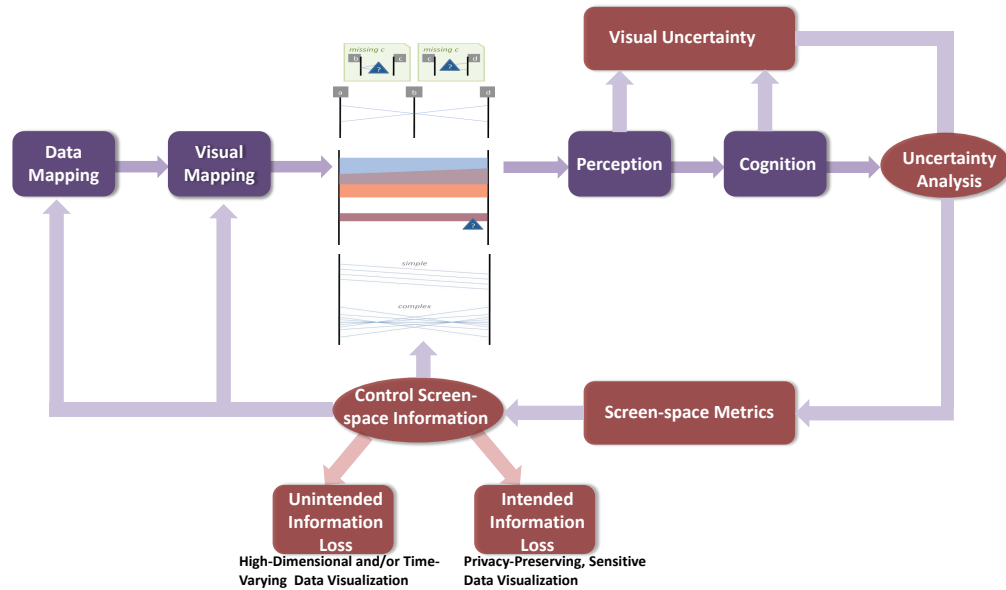 Visual Uncertainty
missing c
missing c
b
c
c
d
?
?
a
b
d
Data
Mapping
Visual
Mapping
Perception
Cognition
Uncertainty
Analysis
?
simple
complex
Control Screen-
space Information
Screen-space Metrics
Unintended
Information
Loss
Intended
Information
Loss
High-Dimensional and/or Time-
Varying Data Visualization
Privacy-Preserving, Sensitive
Data Visualization